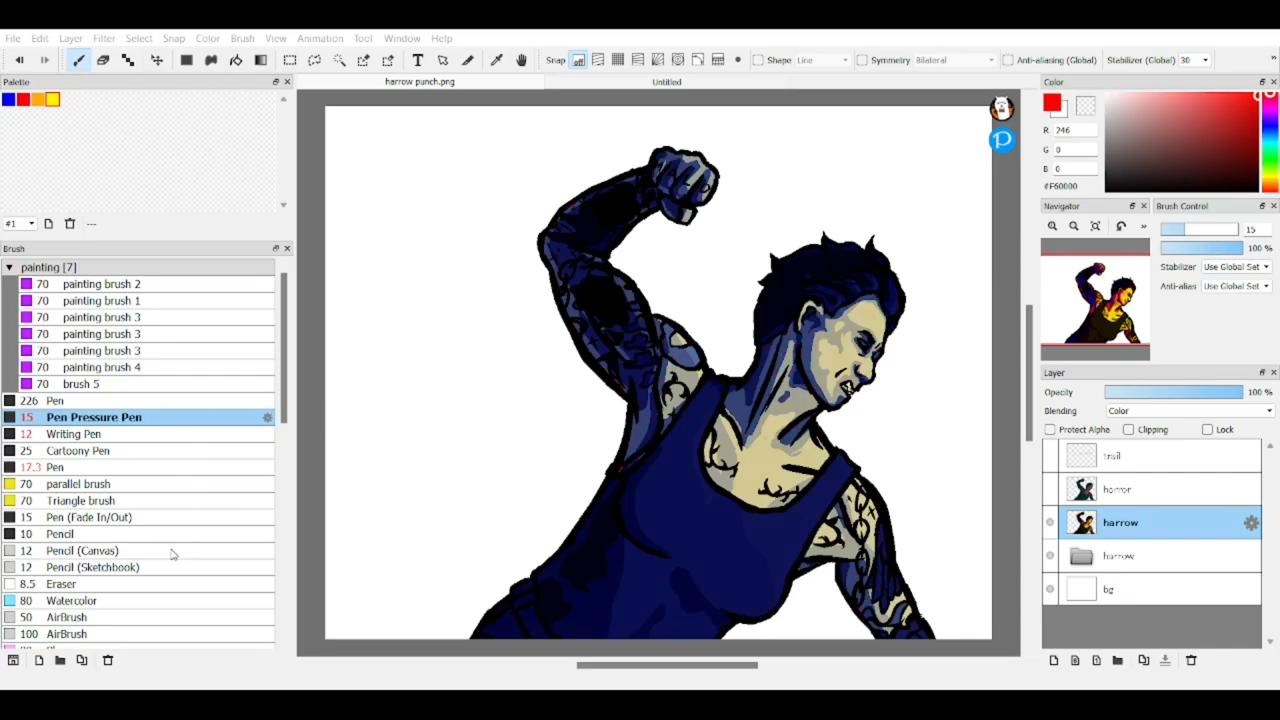 File Edit Layer Filter Select Snap Color Brush View Animation Tool Window Help
T Snap off Shape Line Symmetry Bilateral Anti-aliasing (Global) Stabilizer (Global) 30 »
Palette
harrow punch.png Untitled
Color
R 246
G 0
B 0
#F60000
#1 ---
Brush
painting [7]
70 painting brush 2
70 painting brush 1
70 painting brush 3
70 painting brush 3
70 painting brush 3
70 painting brush 4
70 brush 5
226 Pen
15 Pen Pressure Pen
12 Writing Pen
25 Cartoony Pen
17.3 Pen
70 parallel brush
70 Triangle brush
15 Pen (Fade In/Out)
10 Pencil
12 Pencil (Canvas)
12 Pencil (Sketchbook)
8.5 Eraser
80 Watercolor
50 AirBrush
100 AirBrush
Navigator
»
Brush Control
15
100 %
Stabilizer Use Global Set
Anti-alias Use Global Set
Layer
Opacity 100 %
Blending Color
Protect Alpha Clipping Lock
trail
horror
harrow
harrow
bg